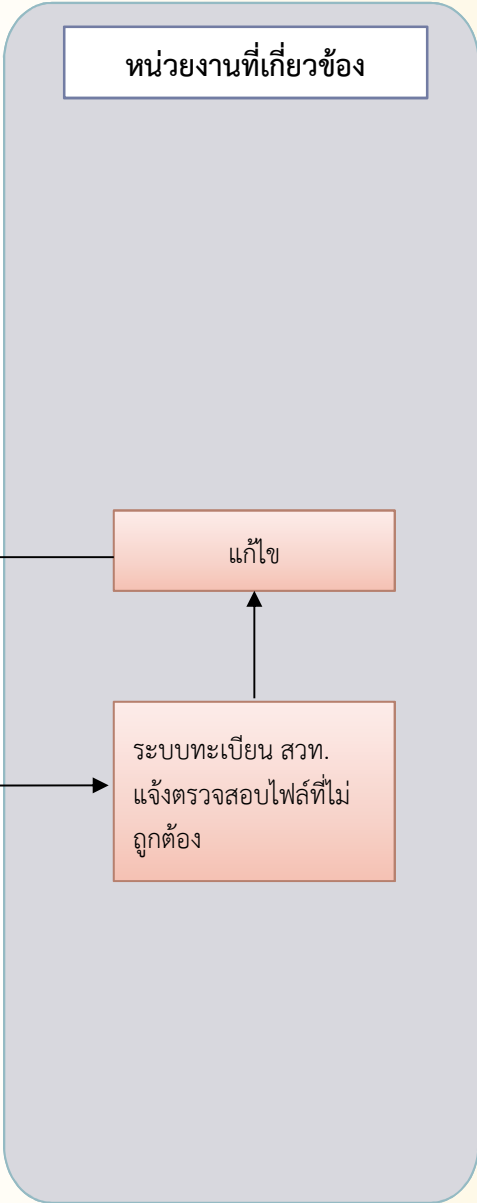 หน่วยงานที่เกี่ยวข้อง
แก้ไข
ระบบทะเบียน สวท.
แจ้งตรวจสอบไฟล์ที่ไม่
ถูกต้อง